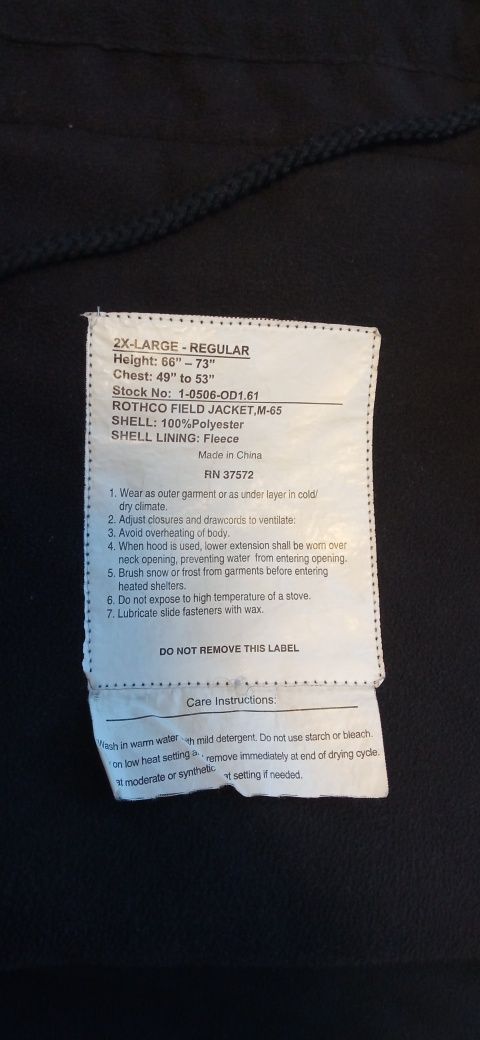 2X-LARGE - REGULAR
Height: 66” – 73”
Chest: 49” to 53”
Stock No: 1-0506-OD1.61
ROTHCO FIELD JACKET,M-65
SHELL: 100%Polyester
SHELL LINING: Fleece
Made in China
RN 37572
1. Wear as outer garment or as under layer in cold/
dry climate.
2. Adjust closures and drawcords to ventilate:
3. Avoid overheating of body.
4. When hood is used, lower extension shall be worn over
neck opening, preventing water from entering opening.
5. Brush snow or frost from garments before entering
heated shelters.
6. Do not expose to high temperature of a stove.
7. Lubricate slide fasteners with wax.
DO NOT REMOVE THIS LABEL
Care Instructions:
Wash in warm water mild detergent. Do not use starch or bleach.
on low heat setting remove immediately at end of drying cycle.
at moderate or synthetic setting if needed.